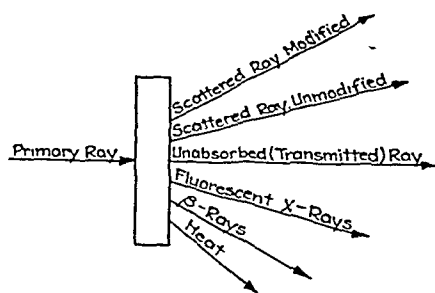 Scattered Ray Modified
Scattered Ray Unmodified
Primary Ray
Unabsorbed (Transmitted) Ray
Fluorescent X-Rays
β-Rays
Heat